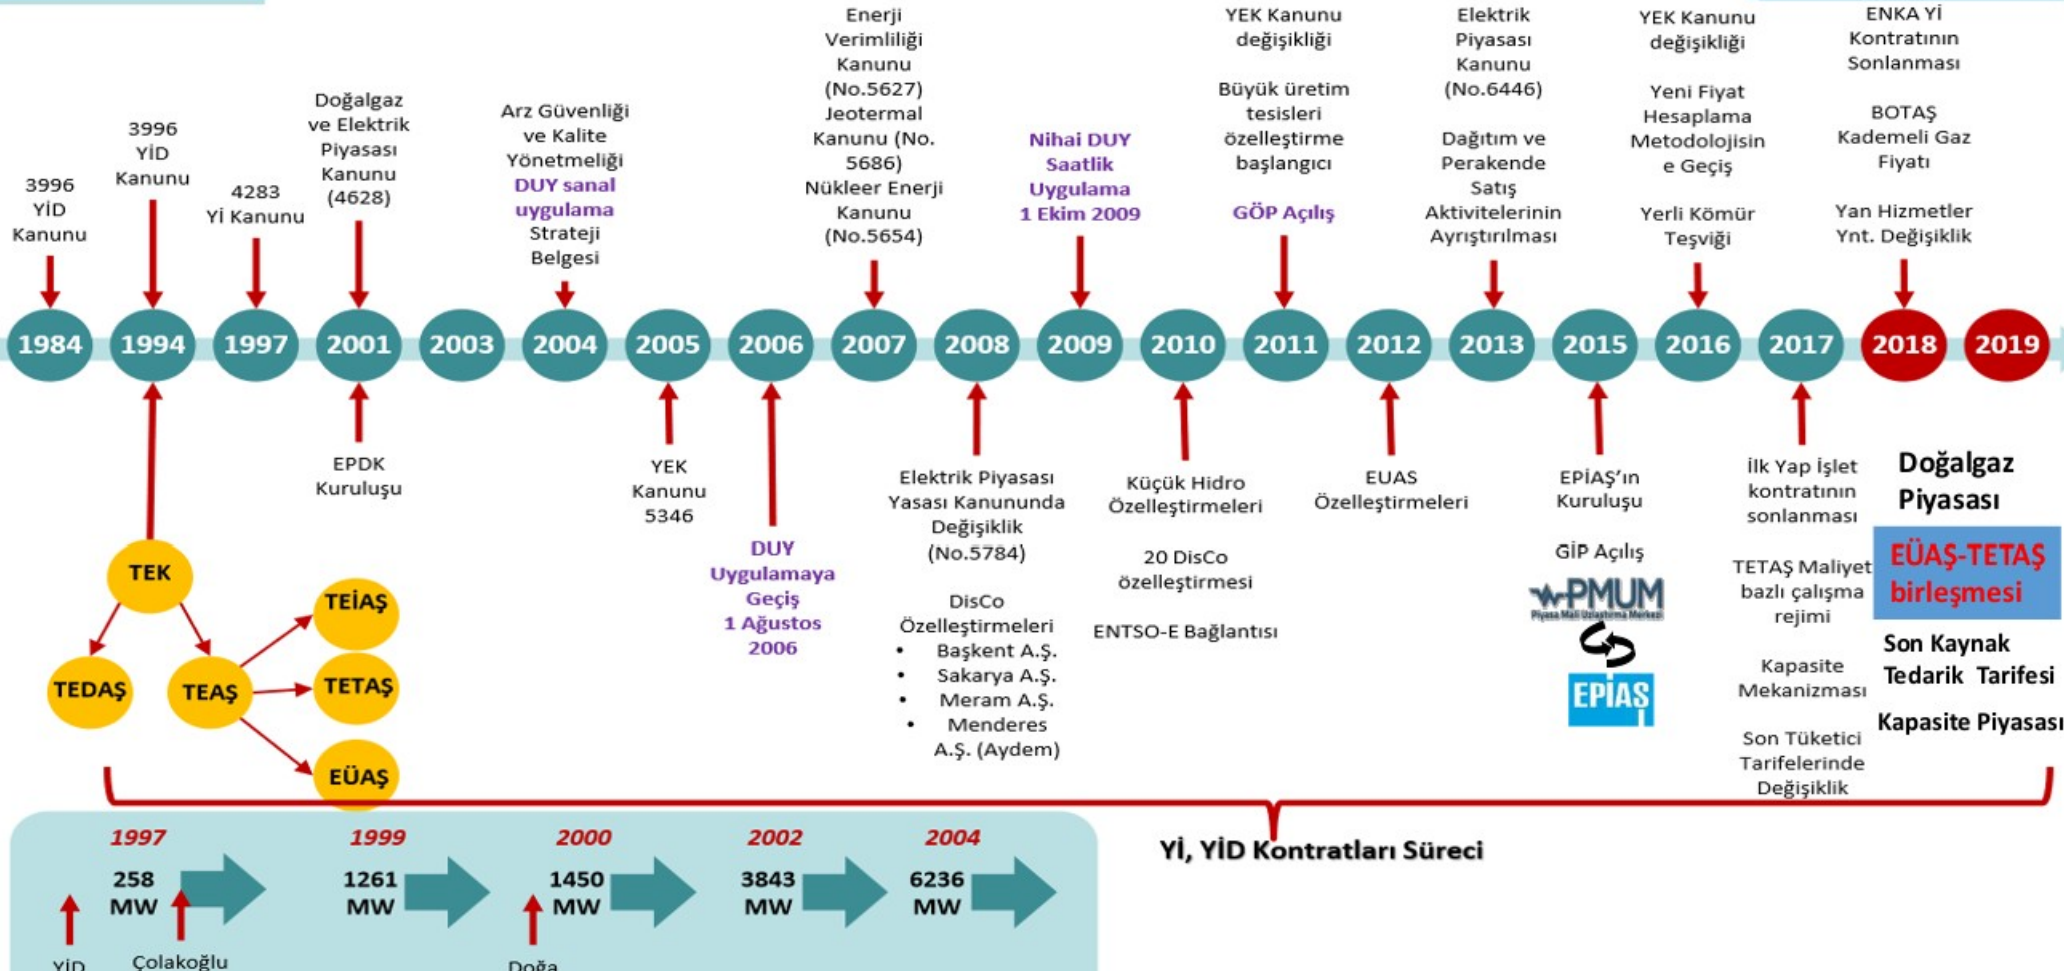 3996
YİD
Kanunu
3996
YİD
Kanunu
4283
Yİ Kanunu
Doğalgaz
ve Elektrik
Piyasası
Kanunu
(4628)
Arz Güvenliği
ve Kalite
Yönetmeliği
DUY sanal
uygulama
Strateji
Belgesi
Enerji
Verimliliği
Kanunu
(No.5627)
Jeotermal
Kanunu (No.
5686)
Nükleer Enerji
Kanunu
(No.5654)
Nihai DUY
Saatlik
Uygulama
1 Ekim 2009
YEK Kanunu
değişikliği
Büyük üretim
tesisleri
özelleştirme
başlangıcı
GÖP Açılış
Elektrik
Piyasası
Kanunu
(No.6446)
Dağıtım ve
Perakende
Satış
Aktivitelerinin
Ayrıştırılması
YEK Kanunu
değişikliği
Yeni Fiyat
Hesaplama
Metodolojisin
e Geçiş
Yerli Kömür
Teşviği
ENKA Yİ
Kontratının
Sonlanması
BOTAŞ
Kademeli Gaz
Fiyatı
Yan Hizmetler
Ynt. Değişiklik
1984 1994 1997 2001 2003 2004 2005 2006 2007 2008 2009 2010 2011 2012 2013 2015 2016 2017 2018 2019
TEK
TEDAŞ
TEAŞ
TEİAŞ
TETAŞ
EÜAŞ
EPDK
Kuruluşu
YEK
Kanunu
5346
DUY
Uygulamaya
Geçiş
1 Ağustos
2006
Elektrik Piyasası
Yasası Kanununda
Değişiklik
(No.5784)
DisCo
Özelleştirmeleri
• Başkent A.Ş.
• Sakarya A.Ş.
• Meram A.Ş.
• Menderes
A.Ş. (Aydem)
Küçük Hidro
Özelleştirmeleri
20 DisCo
özelleştirmesi
ENTSO-E Bağlantısı
EUAS
Özelleştirmeleri
EPİAŞ'ın
Kuruluşu
GİP Açılış
PMUM
Piyasa Mali Uzlaştırma Merkezi
EPİAŞ
İlk Yap İşlet
kontratının
sonlanması
TETAŞ Maliyet
bazlı çalışma
rejimi
Kapasite
Mekanizması
Son Tüketici
Tarifelerinde
Değişiklik
Doğalgaz
Piyasası
EÜAŞ-TETAŞ
birleşmesi
Son Kaynak
Tedarik Tarifesi
Kapasite Piyasası
Yİ, YİD Kontratları Süreci
1997 1999 2000 2002 2004
258
MW
1261
MW
1450
MW
3843
MW
6236
MW
YİD
Çolakoğlu
Doğa